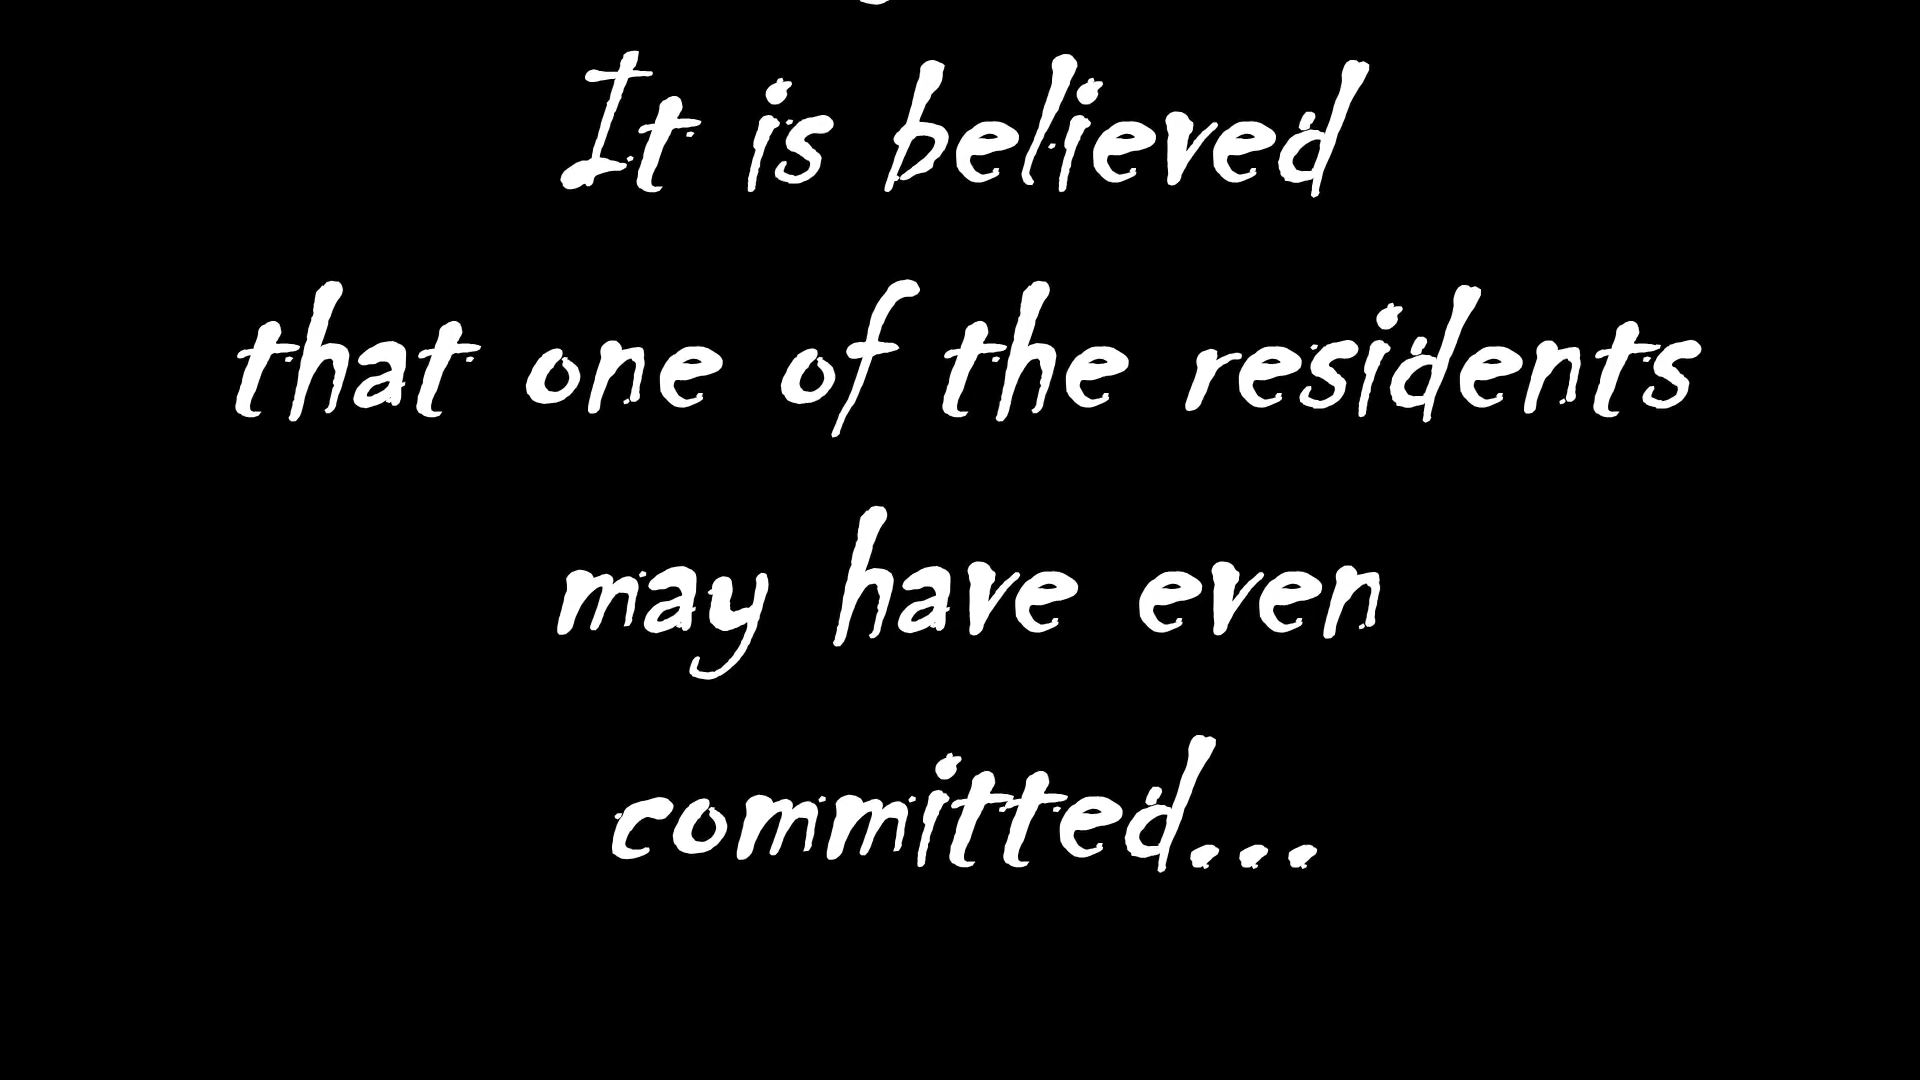 It is believed
that one of the residents
may have even
committed...